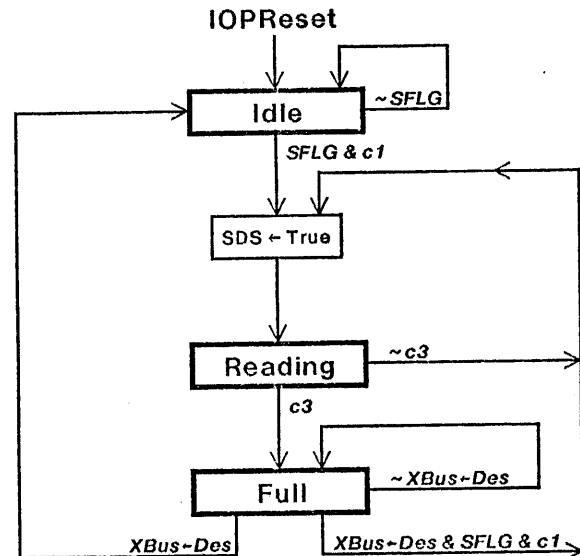 IOPReset
~SFLG
Idle
SFLG & c1
SDS ← True
Reading
~c3
c3
~XBus←Des
Full
XBus←Des
XBus←Des & SFLG & c1